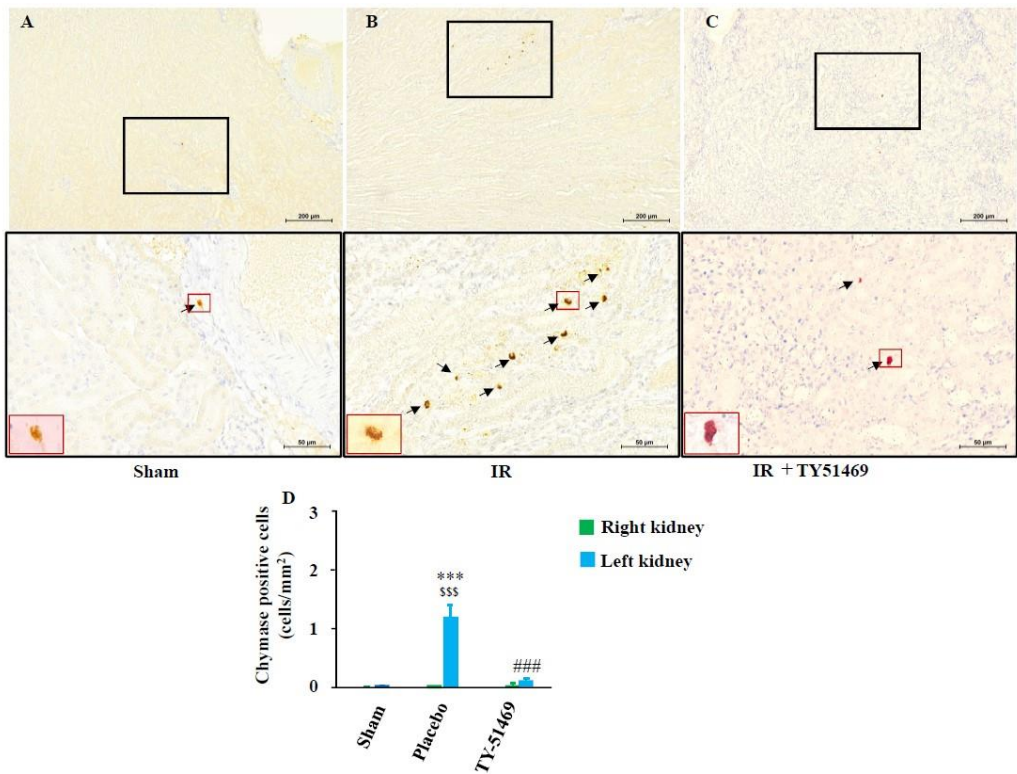 A
B
C
200 µm
200 µm
200 µm
50 µm
50 µm
50 µm
Sham
IR
IR + TY51469
D
Chymase positive cells
(cells/mm²)
3
2
1
0
***
$$$
###
Sham
Placebo
TY-51469
Right kidney
Left kidney